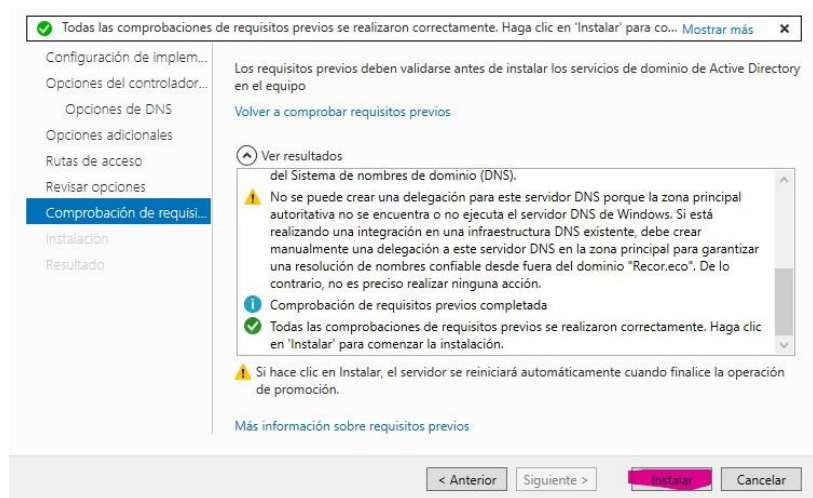 Todas las comprobaciones de requisitos previos se realizaron correctamente. Haga clic en 'Instalar' para co... Mostrar más
Configuración de implem...
Opciones del controlador...
Opciones de DNS
Opciones adicionales
Rutas de acceso
Revisar opciones
Comprobación de requisi...
Instalación
Resultado
Los requisitos previos deben validarse antes de instalar los servicios de dominio de Active Directory
en el equipo
Volver a comprobar requisitos previos
Ver resultados
del Sistema de nombres de dominio (DNS).
No se puede crear una delegación para este servidor DNS porque la zona principal
autoritativa no se encuentra o no ejecuta el servidor DNS de Windows. Si está
realizando una integración en una infraestructura DNS existente, debe crear
manualmente una delegación a este servidor DNS en la zona principal para garantizar
una resolución de nombres confiable desde fuera del dominio "Recor.eco". De lo
contrario, no es preciso realizar ninguna acción.
Comprobación de requisitos previos completada
Todas las comprobaciones de requisitos previos se realizaron correctamente. Haga clic
en 'Instalar' para comenzar la instalación.
Si hace clic en Instalar, el servidor se reiniciará automáticamente cuando finalice la operación
de promoción.
Más información sobre requisitos previos
< Anterior Siguiente > Instalar Cancelar